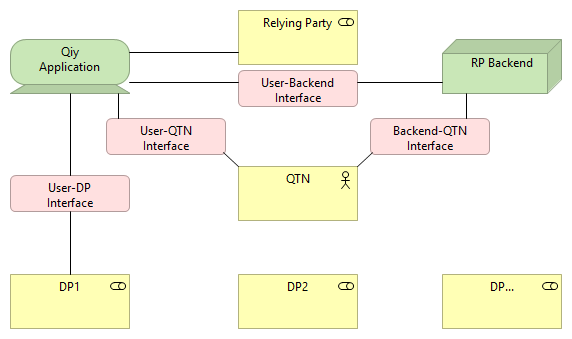 Relying Party
Qiy
Application
RP Backend
User-Backend
Interface
User-QTN
Interface
Backend-QTN
Interface
QTN
User-DP
Interface
DP1
DP2
DP...